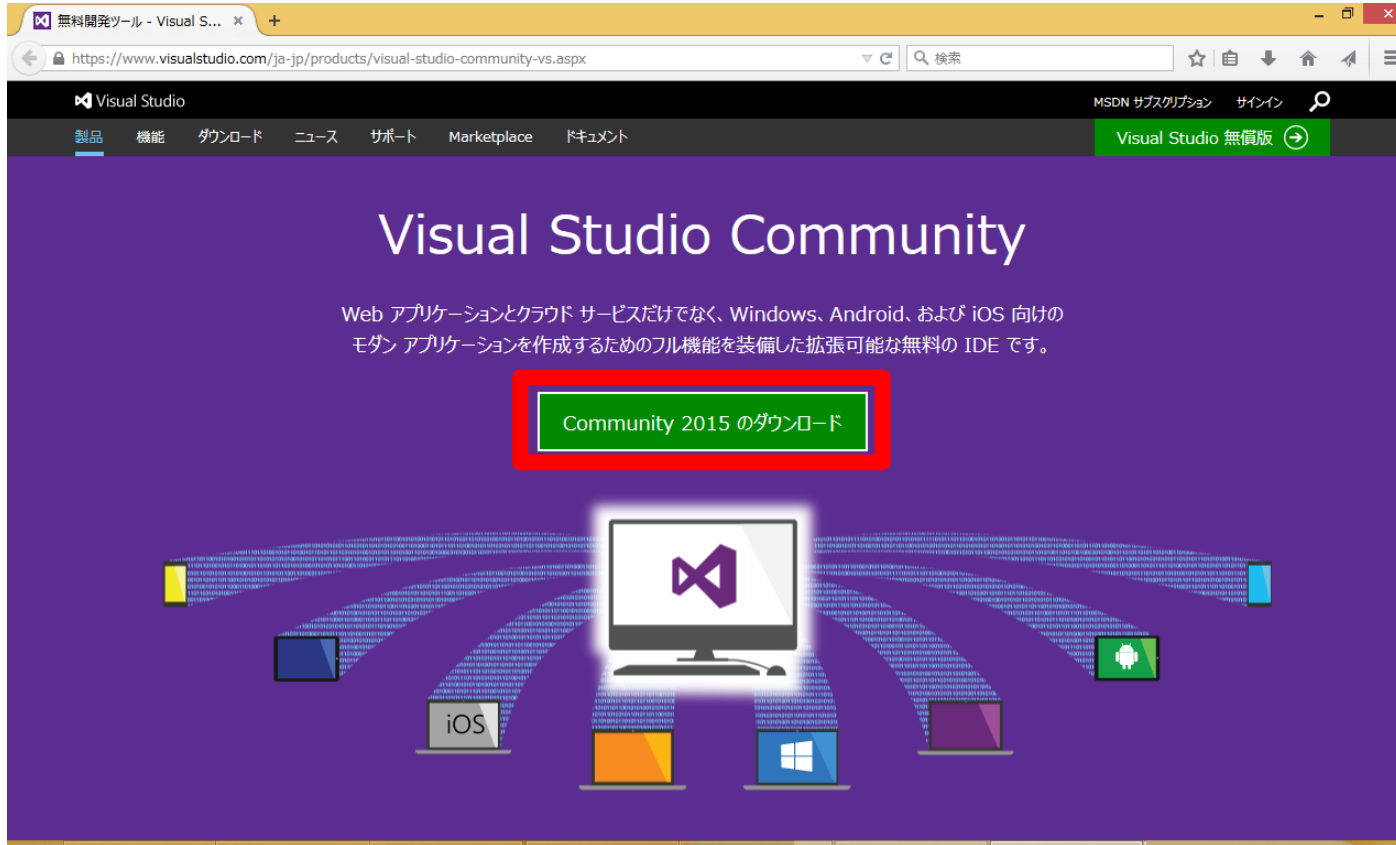 無料開発ツール - Visual S...
https://www.visualstudio.com/ja-jp/products/visual-studio-community-vs.aspx
検索
Visual Studio
MSDN サブスクリプション
サインイン
製品
機能
ダウンロード
ニュース
サポート
Marketplace
ドキュメント
Visual Studio 無償版
Visual Studio Community
Web アプリケーションとクラウド サービスだけでなく、Windows、Android、および iOS 向けの
モダン アプリケーションを作成するためのフル機能を装備した拡張可能な無料の IDE です。
Community 2015 のダウンロード
iOS